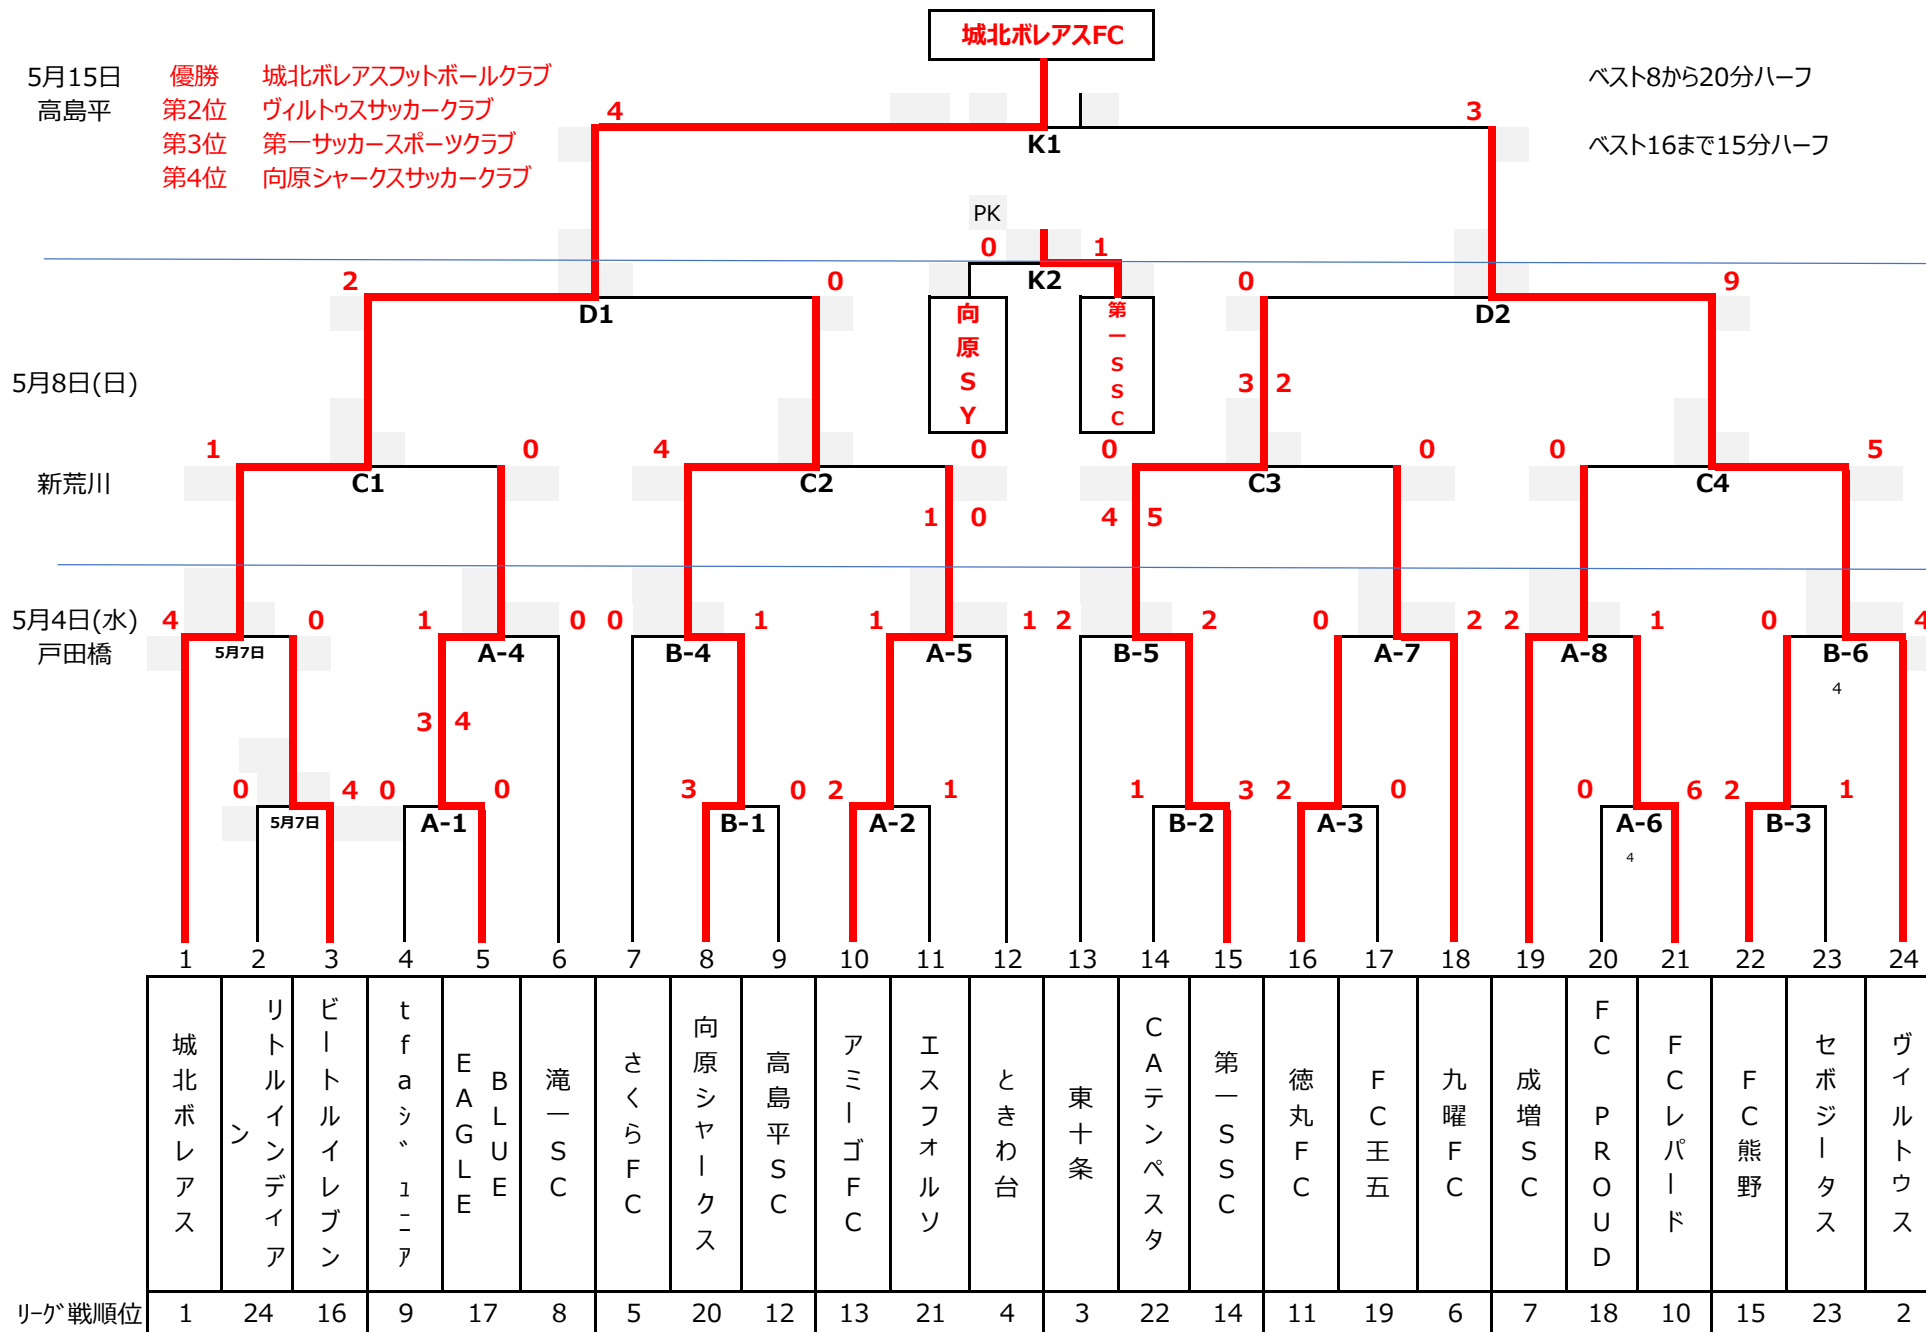 城北ボレアスFC
5月15日 優勝 城北ボレアスフットボールクラブ ベスト8から20分ハーフ
高島平 第2位 ヴィルトゥスサッカークラブ
4 3
第3位 第一サッカースポーツクラブ K1 ベスト16まで15分ハーフ
第4位 向原シャークスサッカークラブ
PK
0 1
2 0 K2 0 9
D1 向原SY 第一SSC D2
5月8日(日) 3 2
1 0 4 0 0 0 0 5
新荒川 C1 C2 C3 C4
1 0 4 5
5月4日(水) 4 0 1 0 0 1 1 1 2 2 0 2 2 1 0 4
戸田橋 5月7日 A-4 B-4 A-5 B-5 A-7 A-8 B-6
4
3 4
0 4 0 0 3 0 2 1 1 3 2 0 0 6 2 1
5月7日 A-1 B-1 A-2 B-2 A-3 A-6 B-3
4
1 2 3 4 5 6 7 8 9 10 11 12 13 14 15 16 17 18 19 20 21 22 23 24
城北ボレアス
リトルインディアン
ビートルイレブン
tfaジュニア
BLUE
EAGLE
滝一SC
さくらFC
向原シャークス
高島平SC
アミーゴFC
エスフォルソ
ときわ台
東十条
CAテンペスタ
第一SSC
徳丸FC
FC王五
九曜FC
成増SC
FC PROUD
FCレパード
FC熊野
セボジータス
ヴィルトゥス
リーグ戦順位 1 24 16 9 17 8 5 20 12 13 21 4 3 22 14 11 19 6 7 18 10 15 23 2